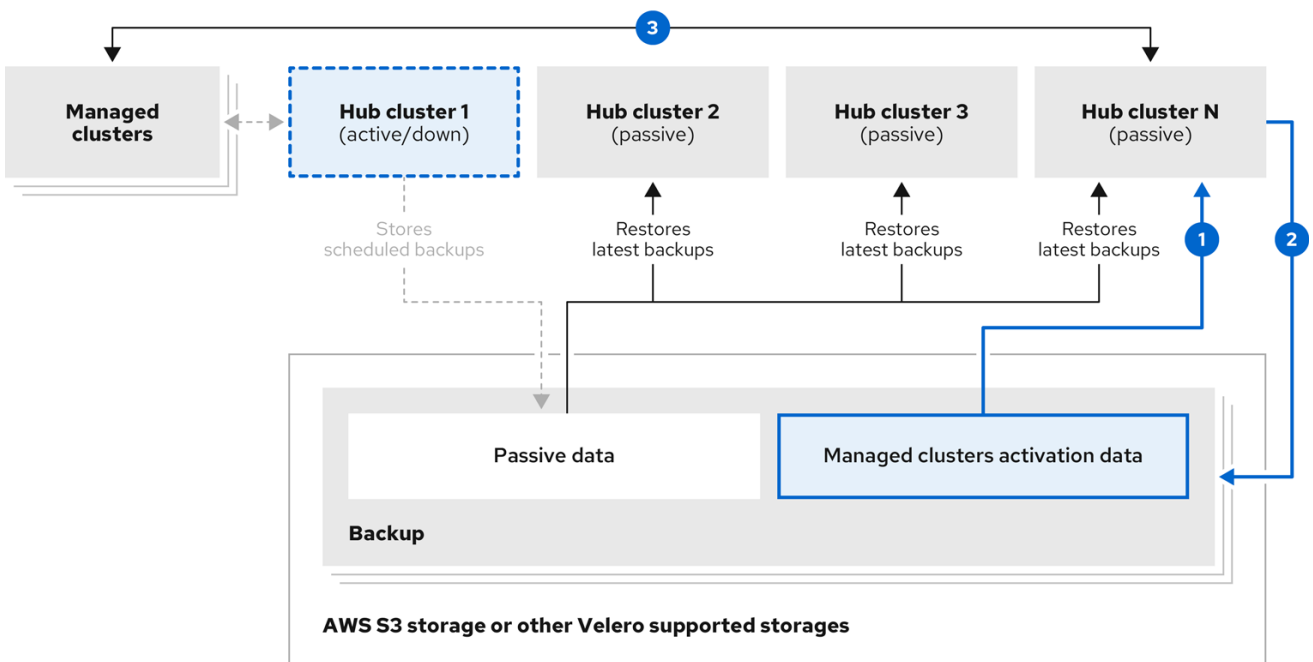 3
Managed
clusters
Hub cluster 1
(active/down)
Hub cluster 2
(passive)
Hub cluster 3
(passive)
Hub cluster N
(passive)
Stores
scheduled backups
Restores
latest backups
Restores
latest backups
Restores
latest backups
1
2
Passive data
Managed clusters activation data
Backup
AWS S3 storage or other Velero supported storages